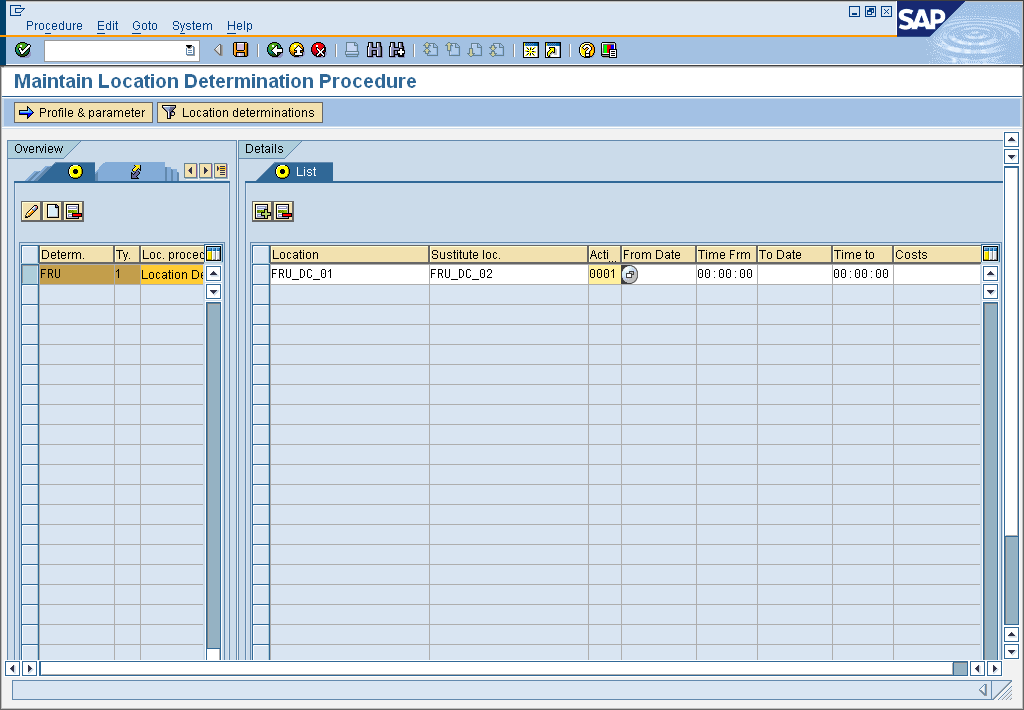 Procedure Edit Goto System Help
SAP
Maintain Location Determination Procedure
Profile & parameter Location determinations
Overview Details
List
Determ. Ty. Loc. proced Location Sustitute loc. Acti... From Date Time Frm To Date Time to Costs
FRU 1 Location De FRU_DC_01 FRU_DC_02 0001 00:00:00 00:00:00